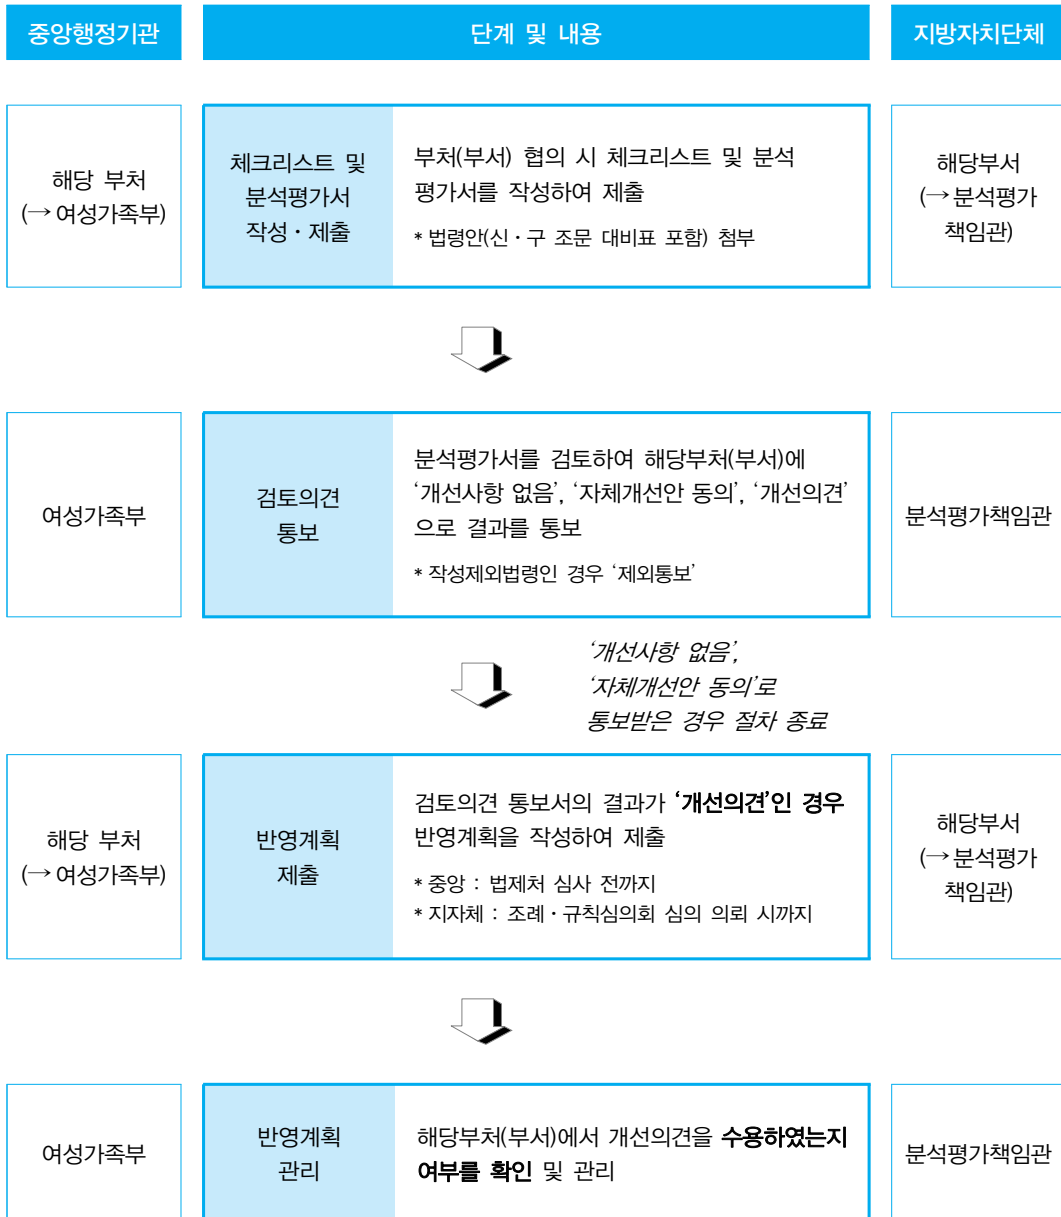 중앙행정기관
단계 및 내용
지방자치단체
해당 부처
(→ 여성가족부)
체크리스트 및
분석평가서
작성·제출
부처(부서) 협의 시 체크리스트 및 분석
평가서를 작성하여 제출
* 법령안(신·구 조문 대비표 포함) 첨부
해당부서
(→ 분석평가
책임관)
여성가족부
검토의견
통보
분석평가서를 검토하여 해당부처(부서)에
‘개선사항 없음’, ‘자체개선안 동의’, ‘개선의견’
으로 결과를 통보
* 작성제외법령인 경우 ‘제외통보’
분석평가책임관
‘개선사항 없음’,
‘자체개선안 동의’로
통보받은 경우 절차 종료
해당 부처
(→ 여성가족부)
반영계획
제출
검토의견 통보서의 결과가 ‘개선의견’인 경우
반영계획을 작성하여 제출
* 중앙 : 법제처 심사 전까지
* 지자체 : 조례·규칙심의회 심의 의뢰 시까지
해당부서
(→ 분석평가
책임관)
여성가족부
반영계획
관리
해당부처(부서)에서 개선의견을 수용하였는지
여부를 확인 및 관리
분석평가책임관